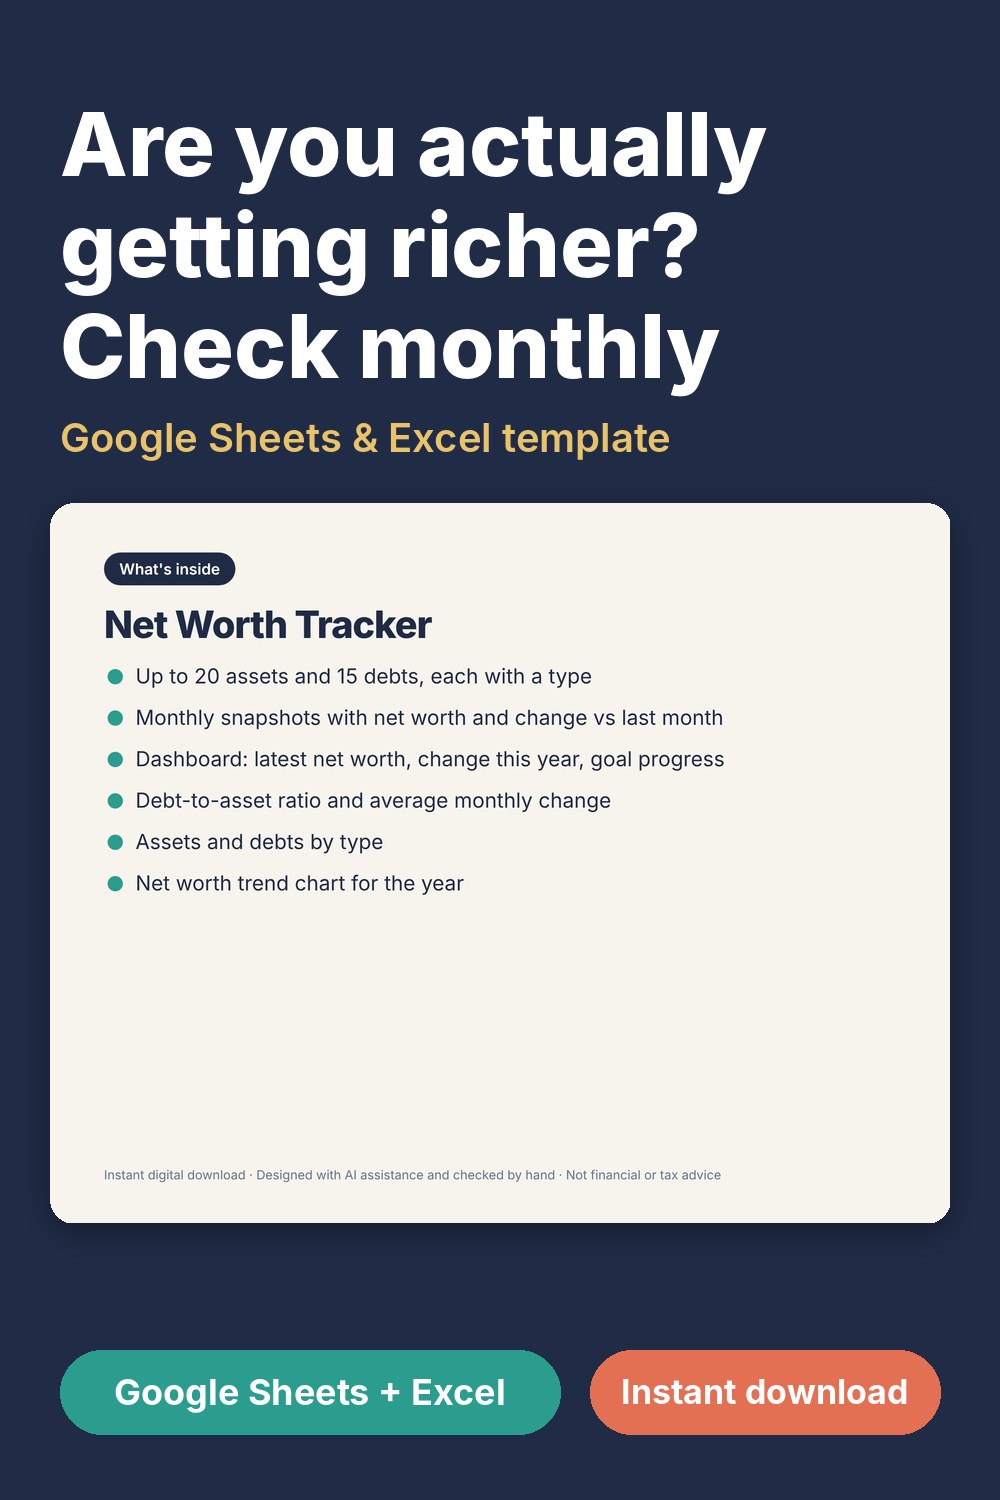 Are you actually
getting richer?
Check monthly
Google Sheets & Excel template
What's inside
Net Worth Tracker
Up to 20 assets and 15 debts, each with a type
Monthly snapshots with net worth and change vs last month
Dashboard: latest net worth, change this year, goal progress
Debt-to-asset ratio and average monthly change
Assets and debts by type
Net worth trend chart for the year
Instant digital download · Designed with AI assistance and checked by hand · Not financial or tax advice
Google Sheets + Excel
Instant download